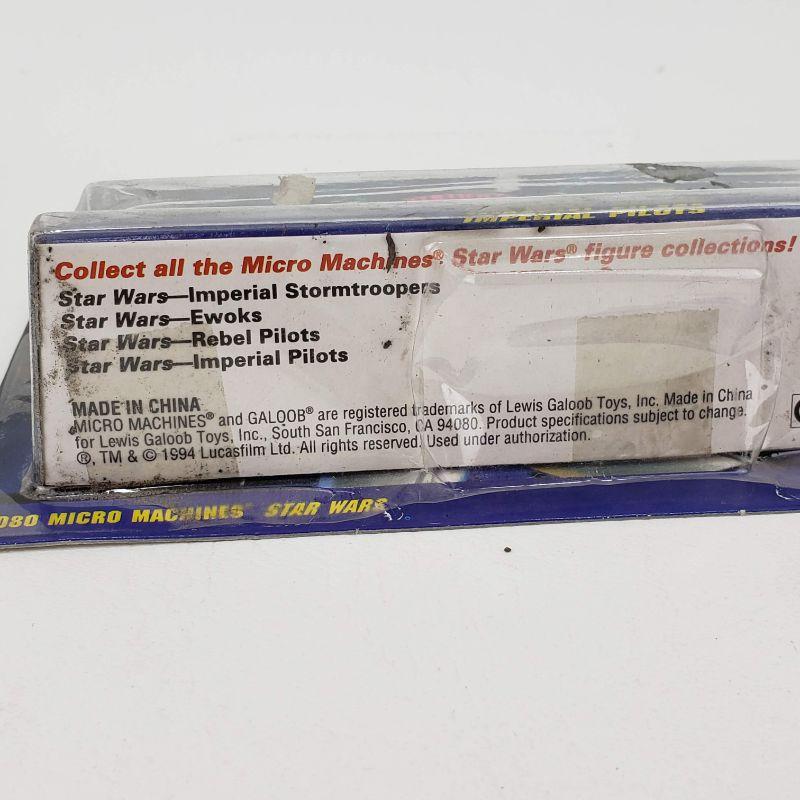 IMPERIAL PILOTS
Collect all the Micro Machines® Star Wars® figure collections!
Star Wars—Imperial Stormtroopers
Star Wars—Ewoks
Star Wars—Rebel Pilots
Star Wars—Imperial Pilots
MADE IN CHINA
MICRO MACHINES® and GALOOB® are registered trademarks of Lewis Galoob Toys, Inc. Made in China
for Lewis Galoob Toys, Inc., South San Francisco, CA 94080. Product specifications subject to change.
®, TM & © 1994 Lucasfilm Ltd. All rights reserved. Used under authorization.
080 MICRO MACHINES STAR WARS